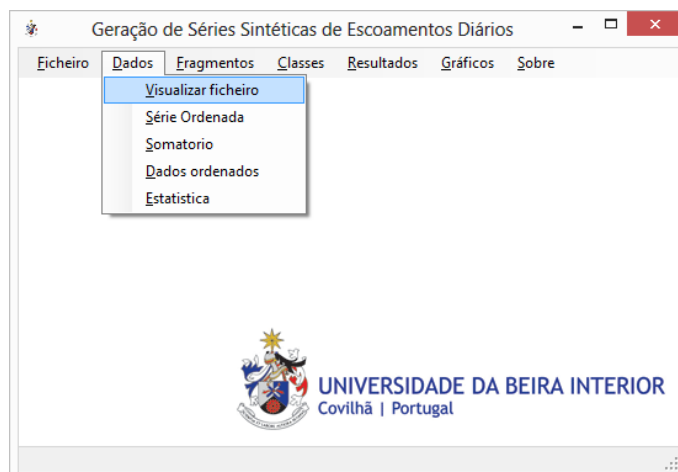 Geração de Séries Sintéticas de Escoamentos Diários
Ficheiro Dados Fragmentos Classes Resultados Gráficos Sobre
Visualizar ficheiro
Série Ordenada
Somatorio
Dados ordenados
Estatistica
UNIVERSIDADE DA BEIRA INTERIOR
Covilhã | Portugal